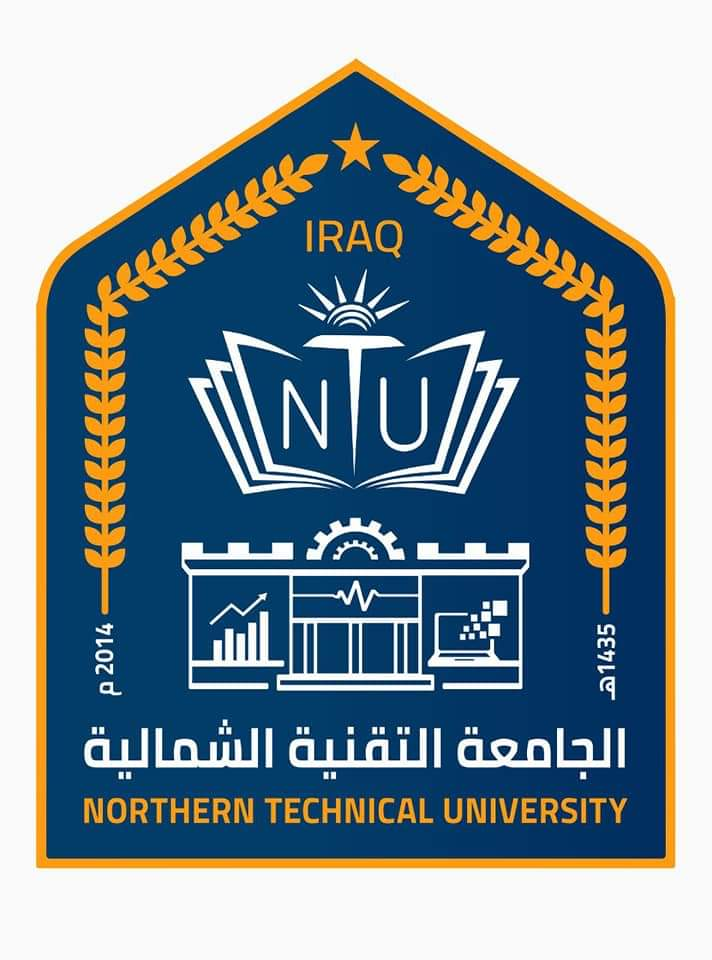 IRAQ
NTU
2014 م
1435هـ
الجامعة التقنية الشمالية
NORTHERN TECHNICAL UNIVERSITY